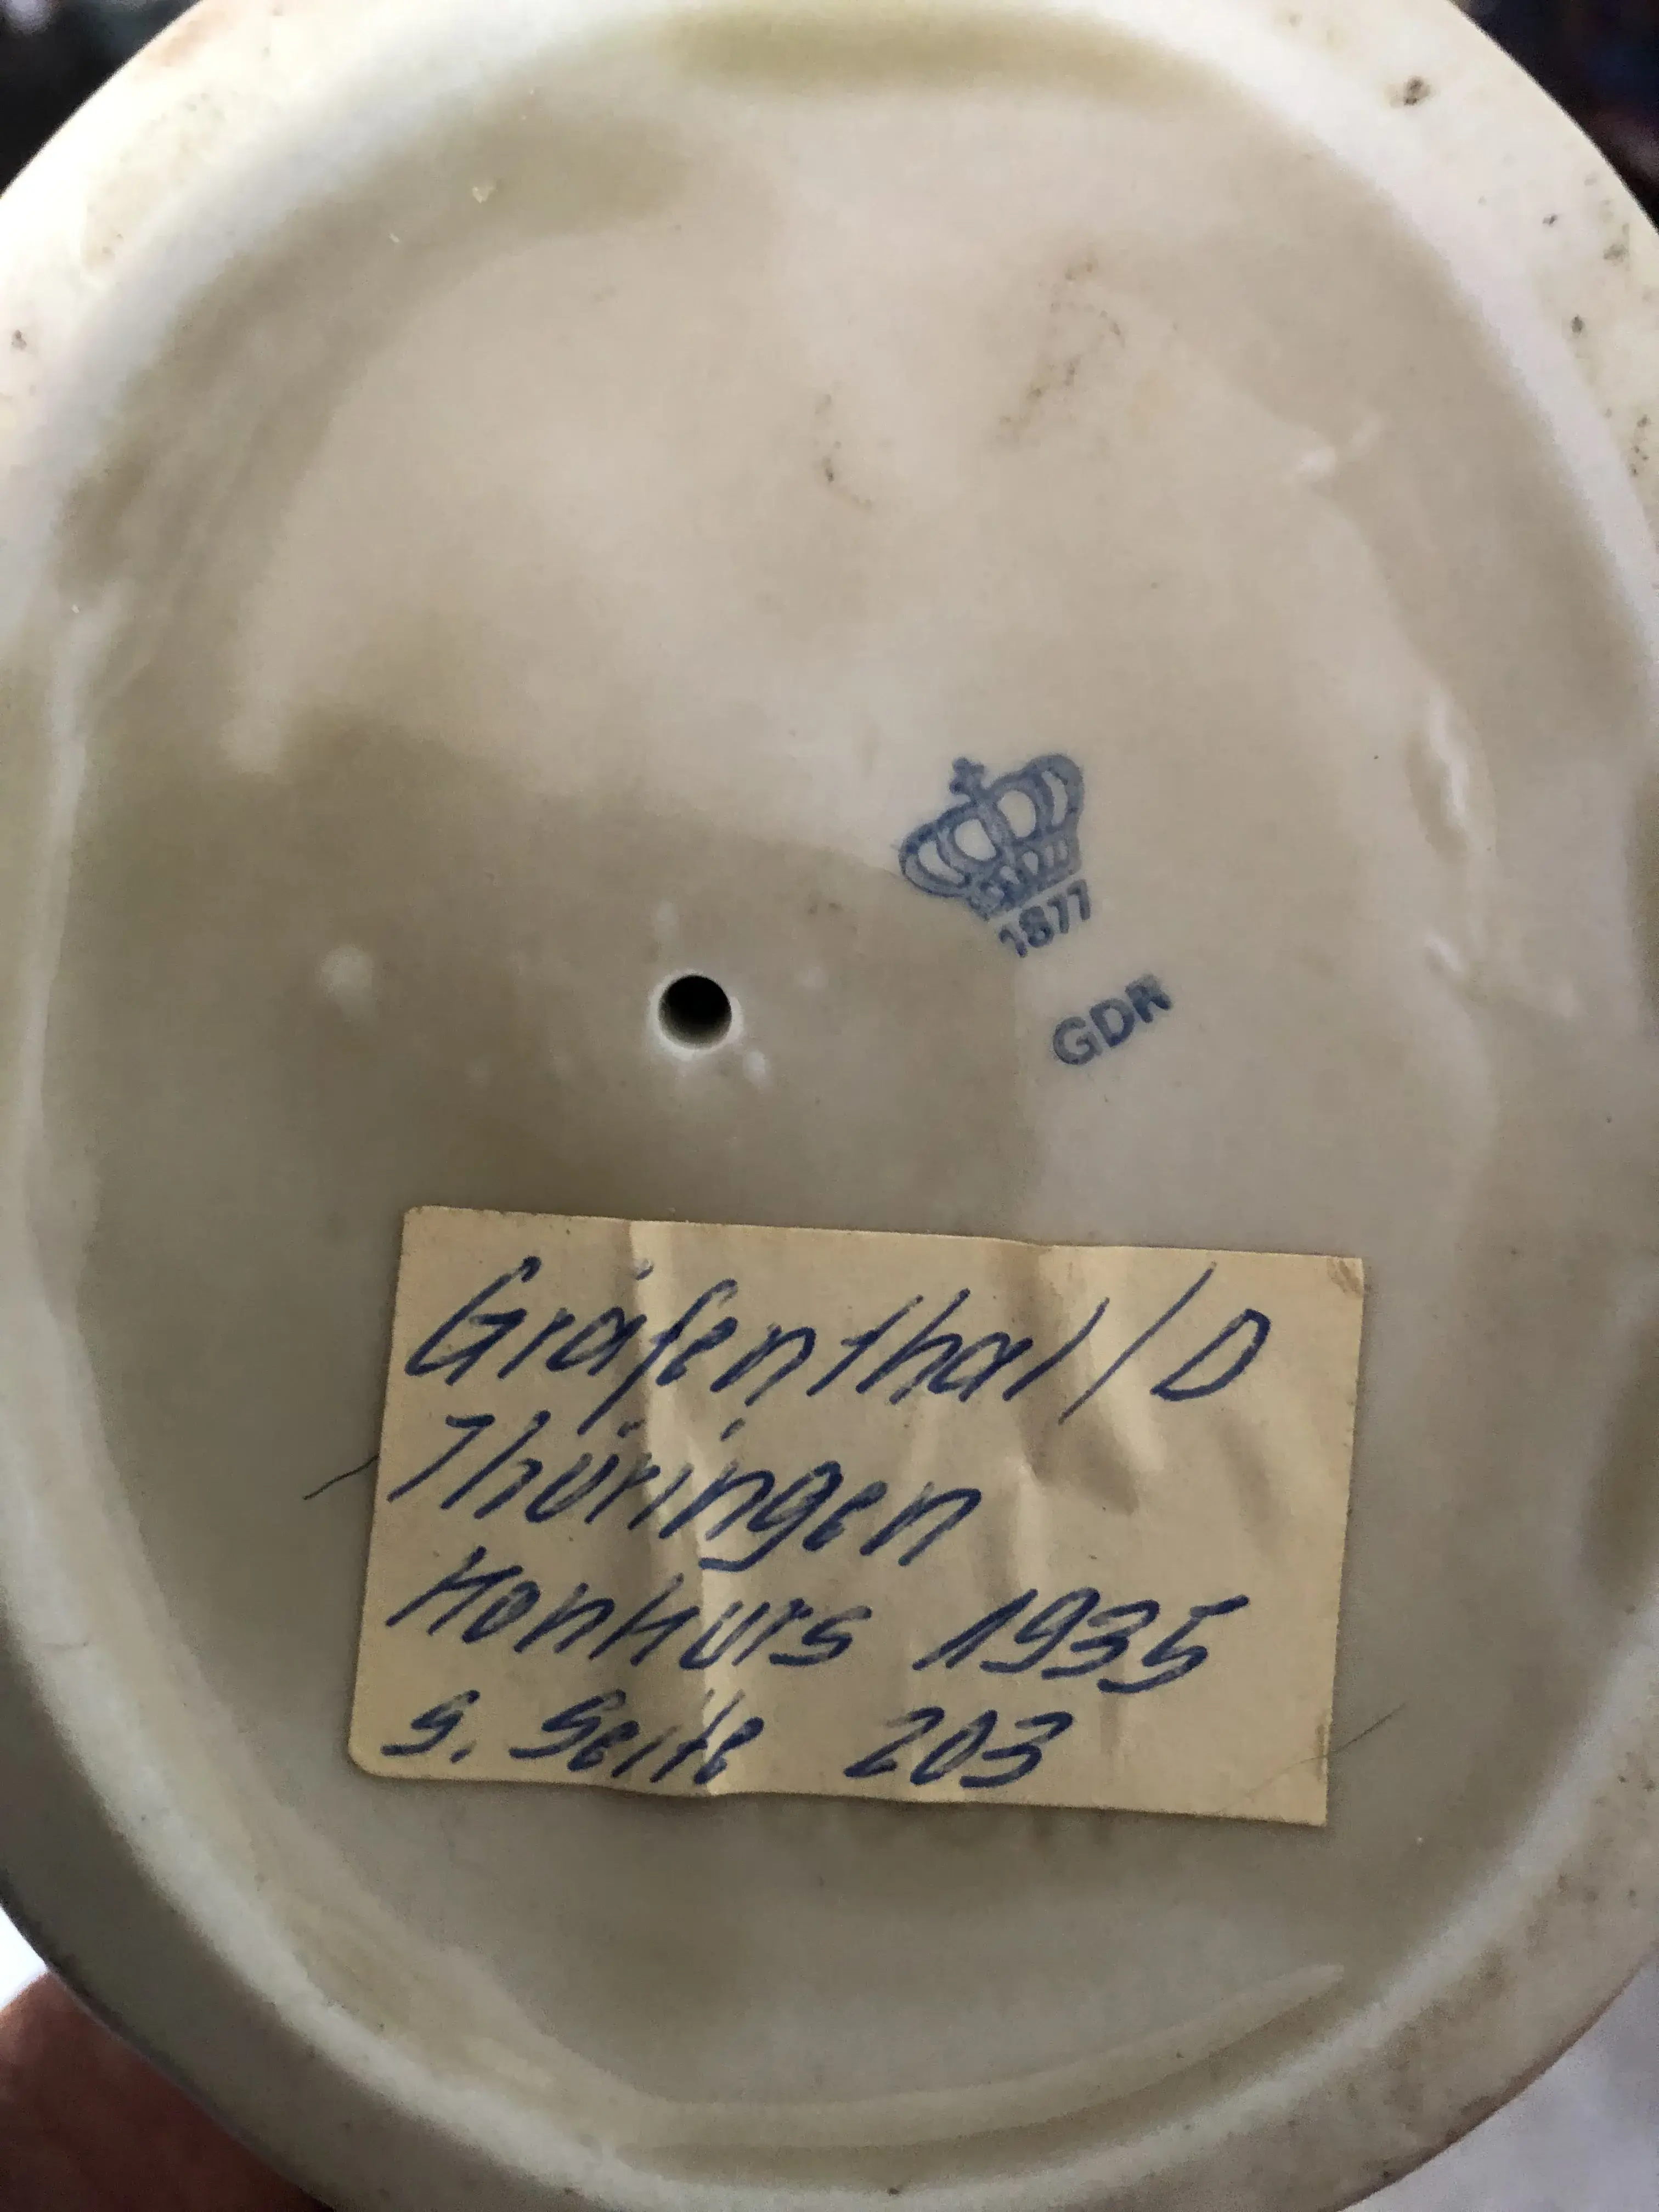 1877
GDR
Gräfenthal/D
Thüringen
Konkurs 1935
s. Seite 203